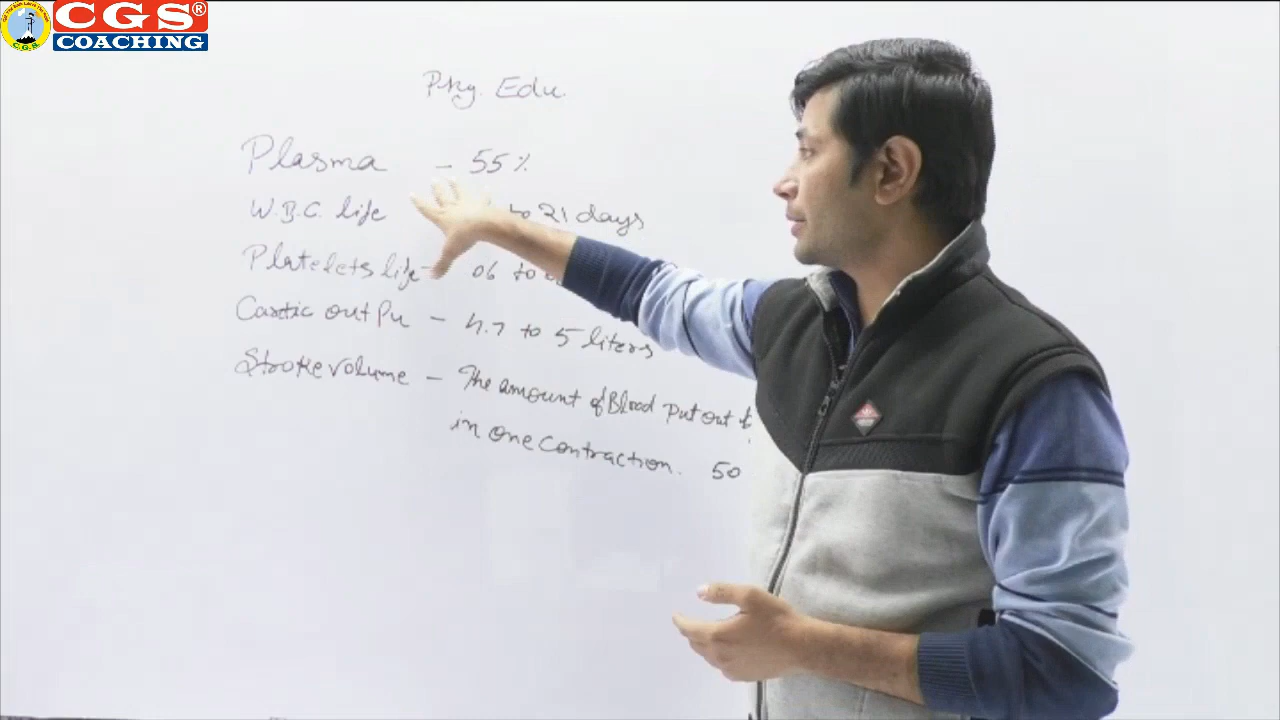 CGS®
COACHING
C.G.S
Phy. Edu
Plasma - 55%
W.B.C. life to 21 days
Platelets life - 06 to
Cardic out Pu - 4.7 to 5 liters
Stroke volume - The amount of Blood Put out
in one contraction. 50